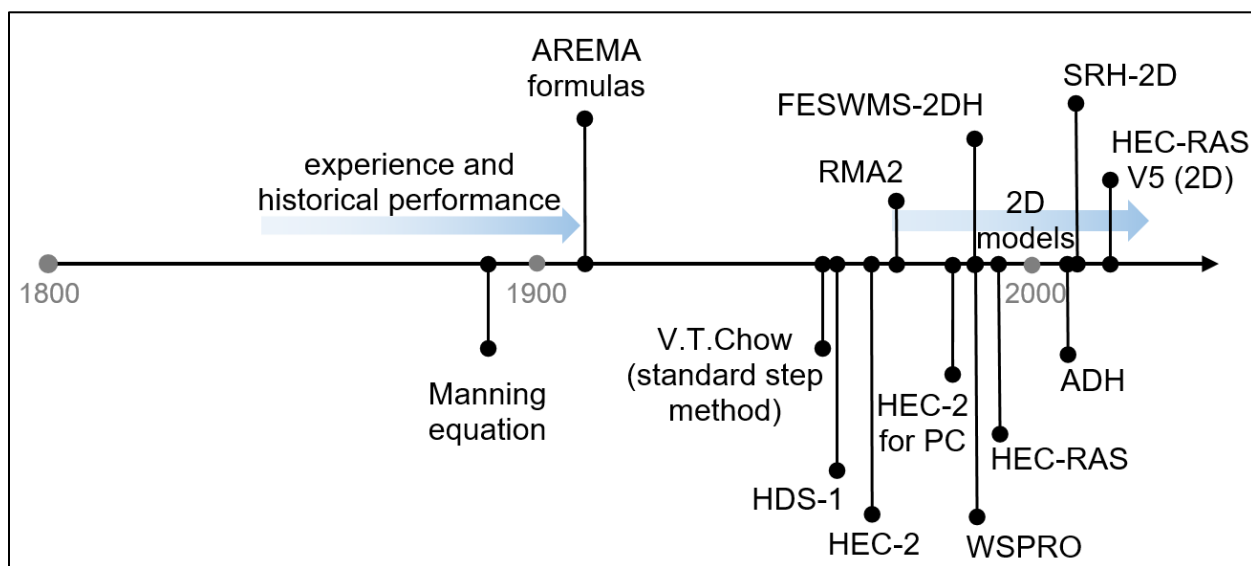 AREMA
formulas
SRH-2D
FESWMS-2DH
HEC-RAS
V5 (2D)
experience and
historical performance
RMA2
2D
models
1800
1900
2000
V.T.Chow
(standard step
method)
Manning
equation
ADH
HEC-2
for PC
HEC-RAS
HDS-1
HEC-2
WSPRO